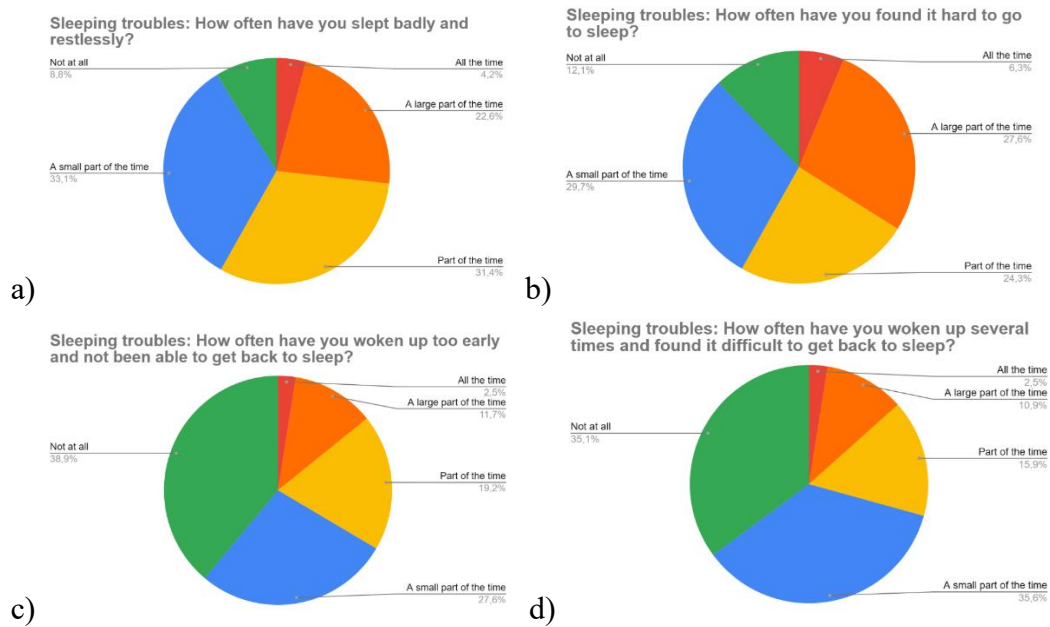 Sleeping troubles: How often have you slept badly and
restlessly?
Not at all
8,8%
All the time
4,2%
A large part of the time
22,6%
A small part of the time
33,1%
Part of the time
31,4%
a)
Sleeping troubles: How often have you found it hard to go
to sleep?
Not at all
12,1%
All the time
6,3%
A large part of the time
27,6%
A small part of the time
29,7%
Part of the time
24,3%
b)
Sleeping troubles: How often have you woken up too early
and not been able to get back to sleep?
All the time
2,5%
A large part of the time
11,7%
Not at all
38,9%
Part of the time
19,2%
A small part of the time
27,6%
c)
Sleeping troubles: How often have you woken up several
times and found it difficult to get back to sleep?
All the time
2,5%
A large part of the time
10,9%
Not at all
35,1%
Part of the time
15,9%
A small part of the time
35,6%
d)